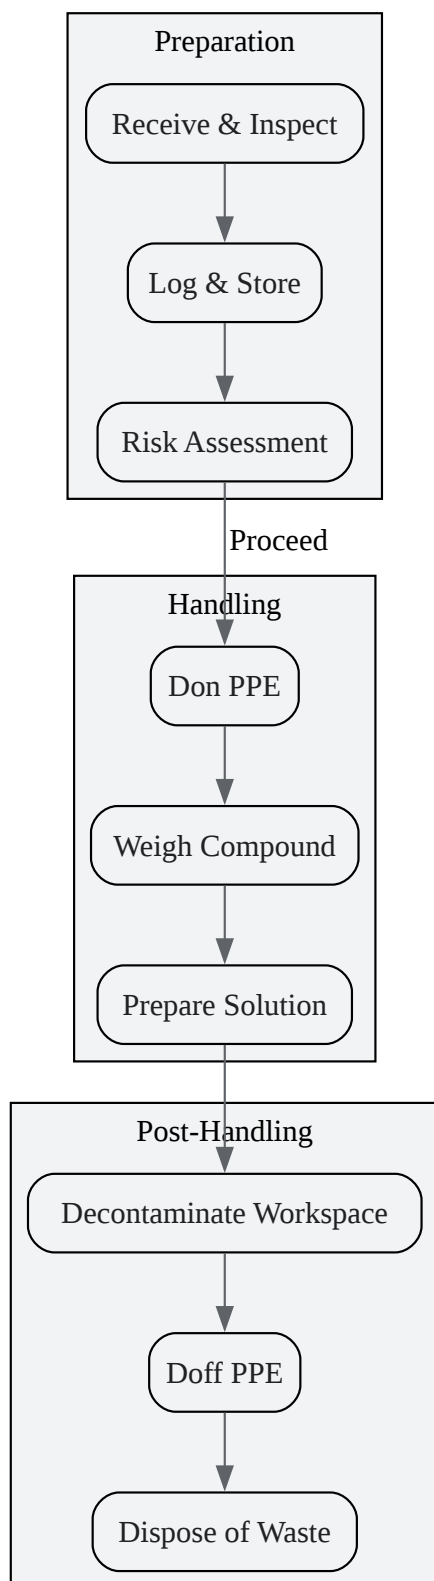 Preparation
Receive & Inspect
Log & Store
Risk Assessment
Proceed
Handling
Don PPE
Weigh Compound
Prepare Solution
Post-Handling
Decontaminate Workspace
Doff PPE
Dispose of Waste